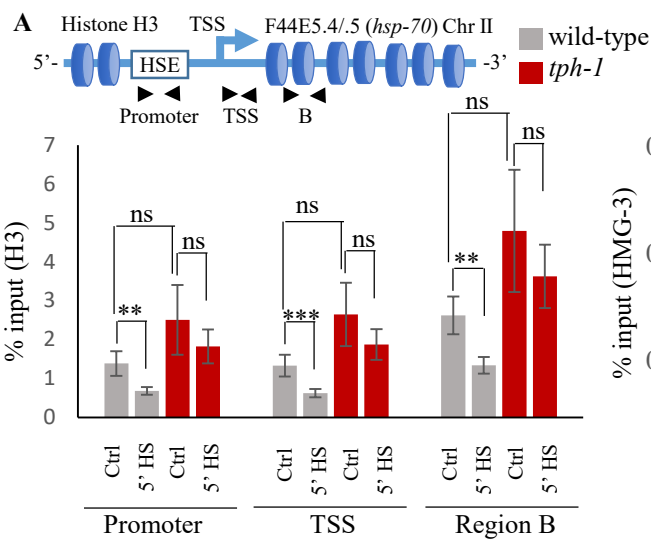 A
Histone H3
TSS
F44E5.4/.5 (hsp-70) Chr II
wild-type
tph-1
5’-
HSE
-3’
Promoter
TSS
B
% input (H3)
7
6
5
4
3
2
1
0
ns
ns
**
ns
ns
***
ns
ns
**
Ctrl
5’ HS
Ctrl
5’ HS
Ctrl
5’ HS
Ctrl
5’ HS
Ctrl
5’ HS
Ctrl
5’ HS
Promoter
TSS
Region B
% input (HMG-3)